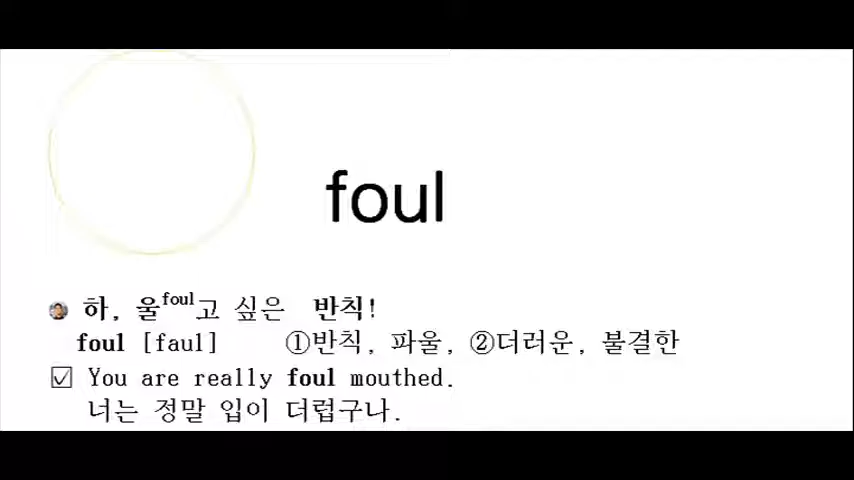 foul
하, 울foul고 싶은 반칙!
foul [faul] ①반칙, 파울, ②더러운, 불결한
☑ You are really foul mouthed.
너는 정말 입이 더럽구나.